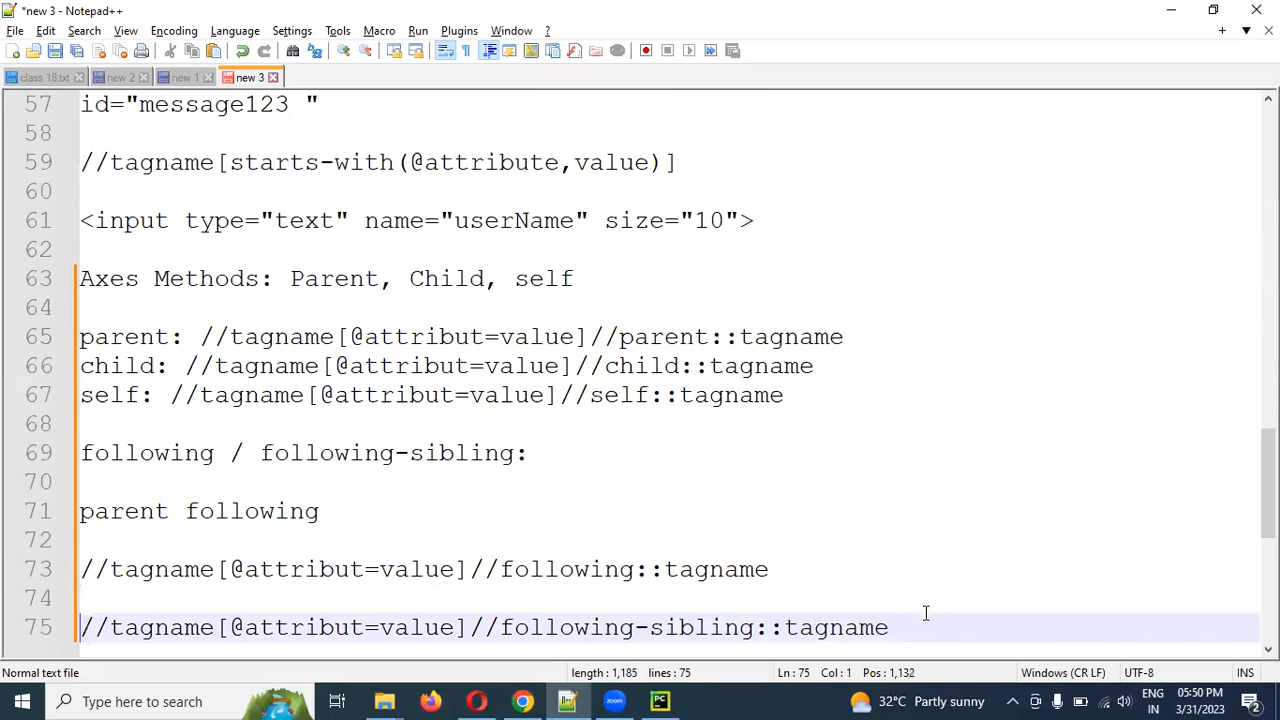 *new 3 - Notepad++
File Edit Search View Encoding Language Settings Tools Macro Run Plugins Window ?
class 18.txt new 2 new 1 new 3
57 id="message123 "
58
59 //tagname[starts-with(@attribute,value)]
60
61 <input type="text" name="userName" size="10">
62
63 Axes Methods: Parent, Child, self
64
65 parent: //tagname[@attribut=value]//parent::tagname
66 child: //tagname[@attribut=value]//child::tagname
67 self: //tagname[@attribut=value]//self::tagname
68
69 following / following-sibling:
70
71 parent following
72
73 //tagname[@attribut=value]//following::tagname
74
75 //tagname[@attribut=value]//following-sibling::tagname
Normal text file length : 1,185 lines : 75 Ln : 75 Col : 1 Pos : 1,132 Windows (CR LF) UTF-8 INS
Type here to search zoom PC 32°C Partly sunny ENG 05:50 PM
IN 3/31/2023 2